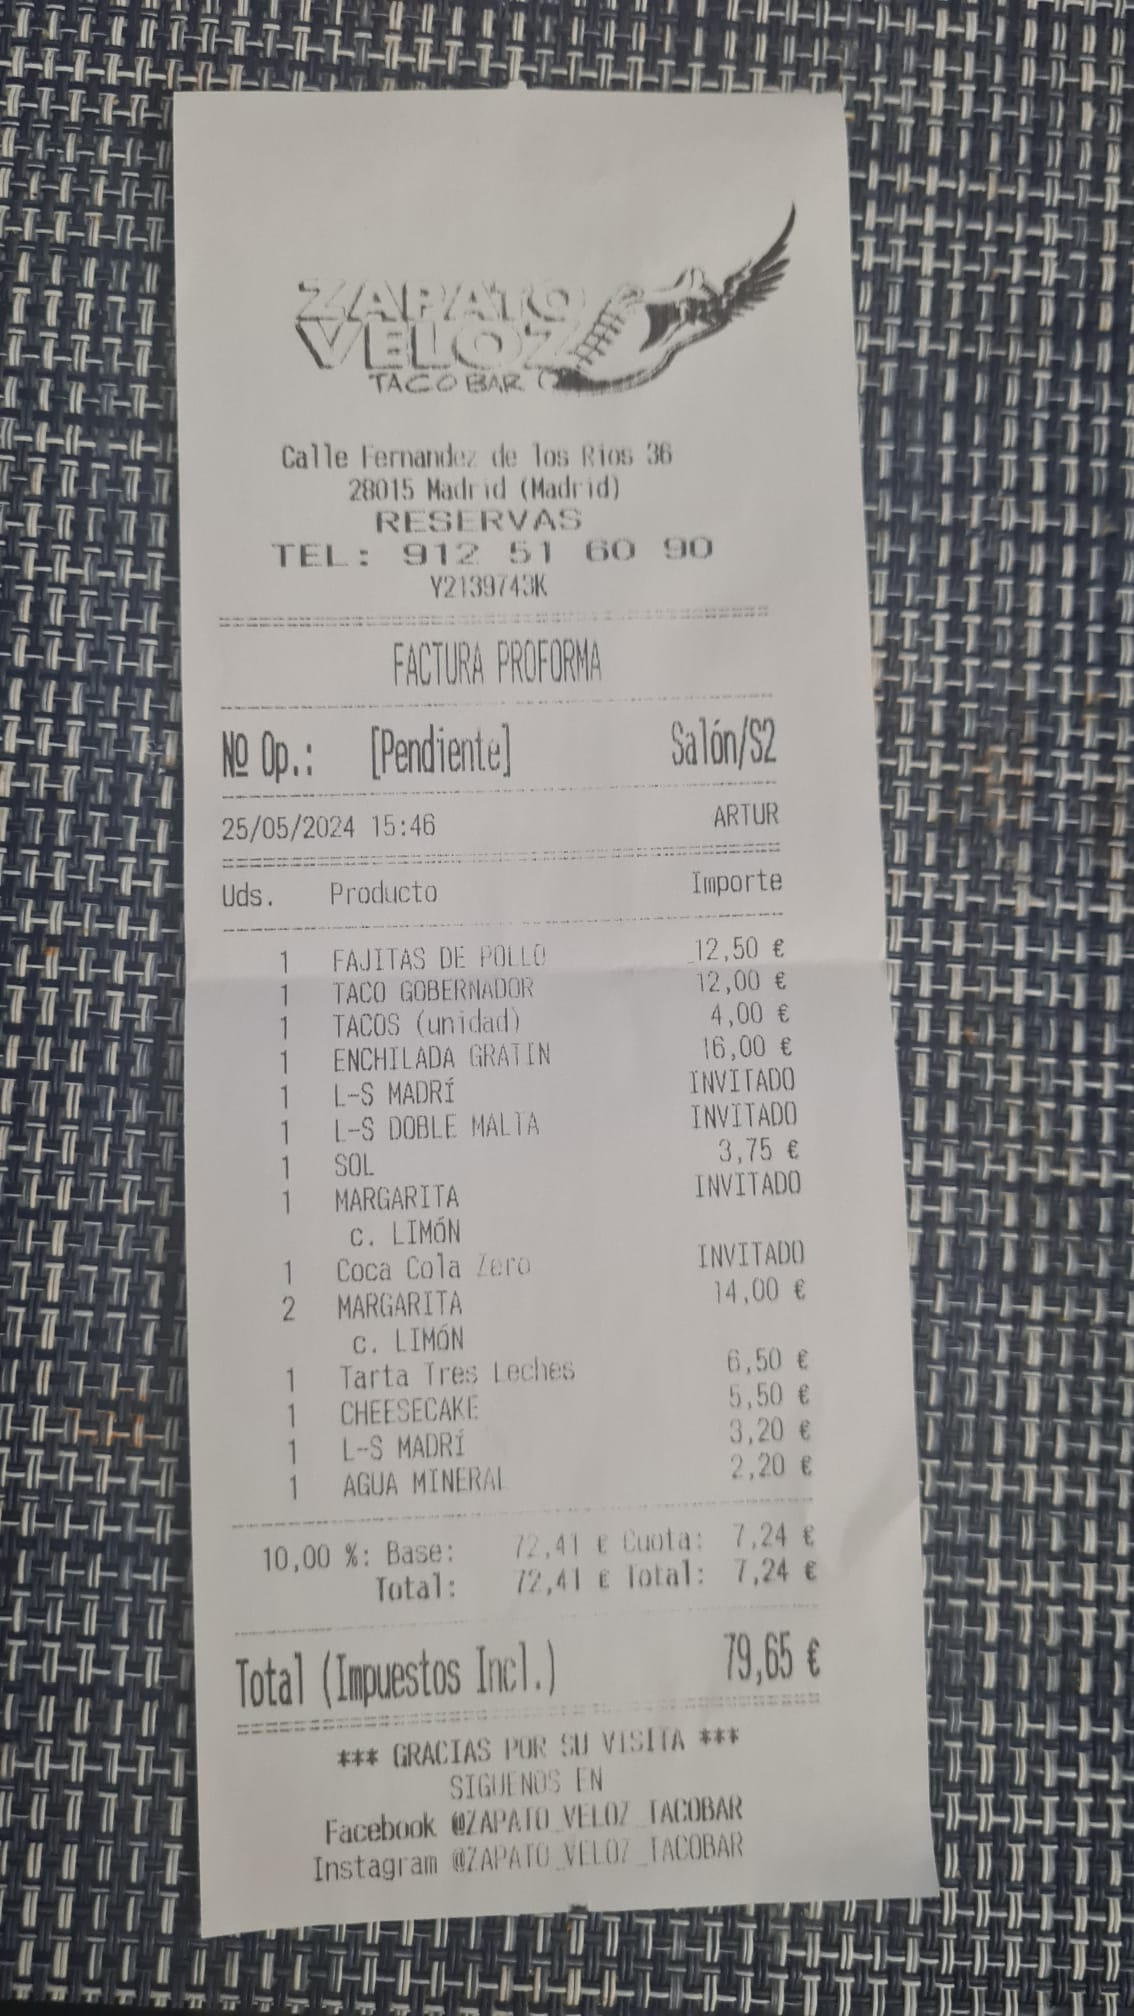 ZAPATO
VELOZ
TACO BAR
Calle Fernandez de los Rios 36
28015 Madrid (Madrid)
RESERVAS
TEL: 912 51 60 90
Y2139743K
FACTURA PROFORMA
Nº Op.: [Pendiente] Salón/S2
25/05/2024 15:46 ARTUR
Uds. Producto Importe
1 FAJITAS DE POLLO 12,50 €
1 TACO GOBERNADOR 12,00 €
1 TACOS (unidad) 4,00 €
1 ENCHILADA GRATIN 16,00 €
1 L-S MADRÍ INVITADO
1 L-S DOBLE MALTA INVITADO
1 SOL 3,75 €
1 MARGARITA INVITADO
C. LIMÓN
1 Coca Cola Zero INVITADO
2 MARGARITA 14,00 €
C. LIMÓN
1 Tarta Tres Leches 6,50 €
1 CHEESECAKE 5,50 €
1 L-S MADRÍ 3,20 €
1 AGUA MINERAL 2,20 €
10,00 %: Base: 72,41 € Cuota: 7,24 €
Total: 72,41 € Total: 7,24 €
Total (Impuestos Incl.) 79,65 €
*** GRACIAS POR SU VISITA ***
SIGUENOS EN
Facebook @ZAPATO_VELOZ_TACOBAR
Instagram @ZAPATO_VELOZ_TACOBAR